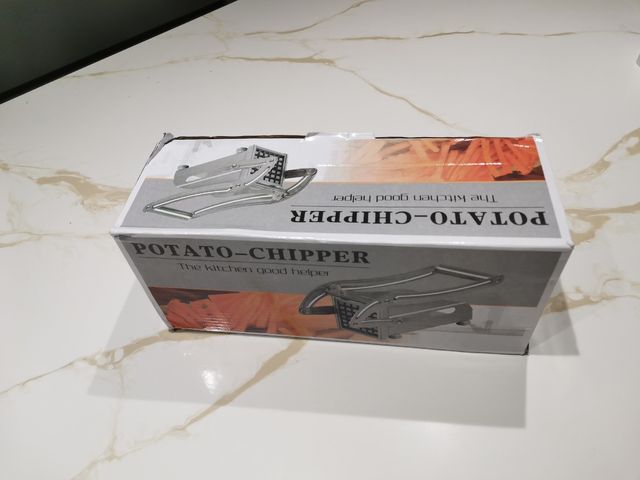 POTATO-CHIPPER
The kitchen good helper
POTATO-CHIPPER
The kitchen good helper